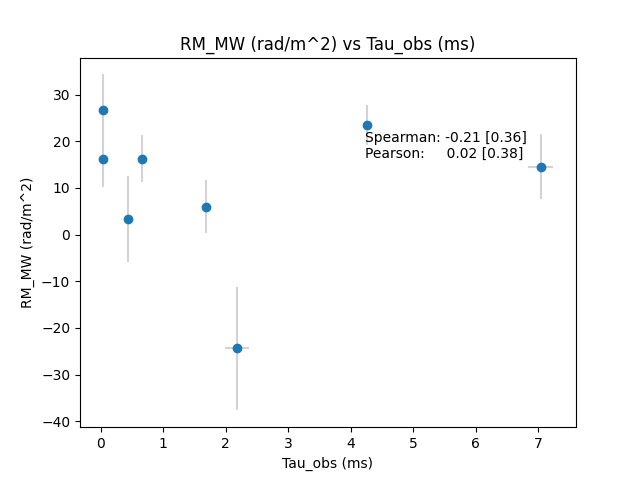 RM_MW (rad/m^2) vs Tau_obs (ms)
30
20
10
0
−10
−20
−30
−40
RM_MW (rad/m^2)
Spearman: -0.21 [0.36]
Pearson: 0.02 [0.38]
0 1 2 3 4 5 6 7
Tau_obs (ms)